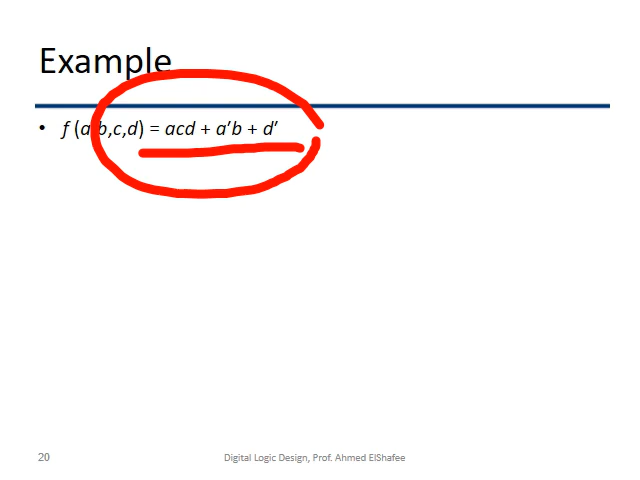 Example
• f (a,b,c,d) = acd + a’b + d’
20
Digital Logic Design, Prof. Ahmed ElShafee